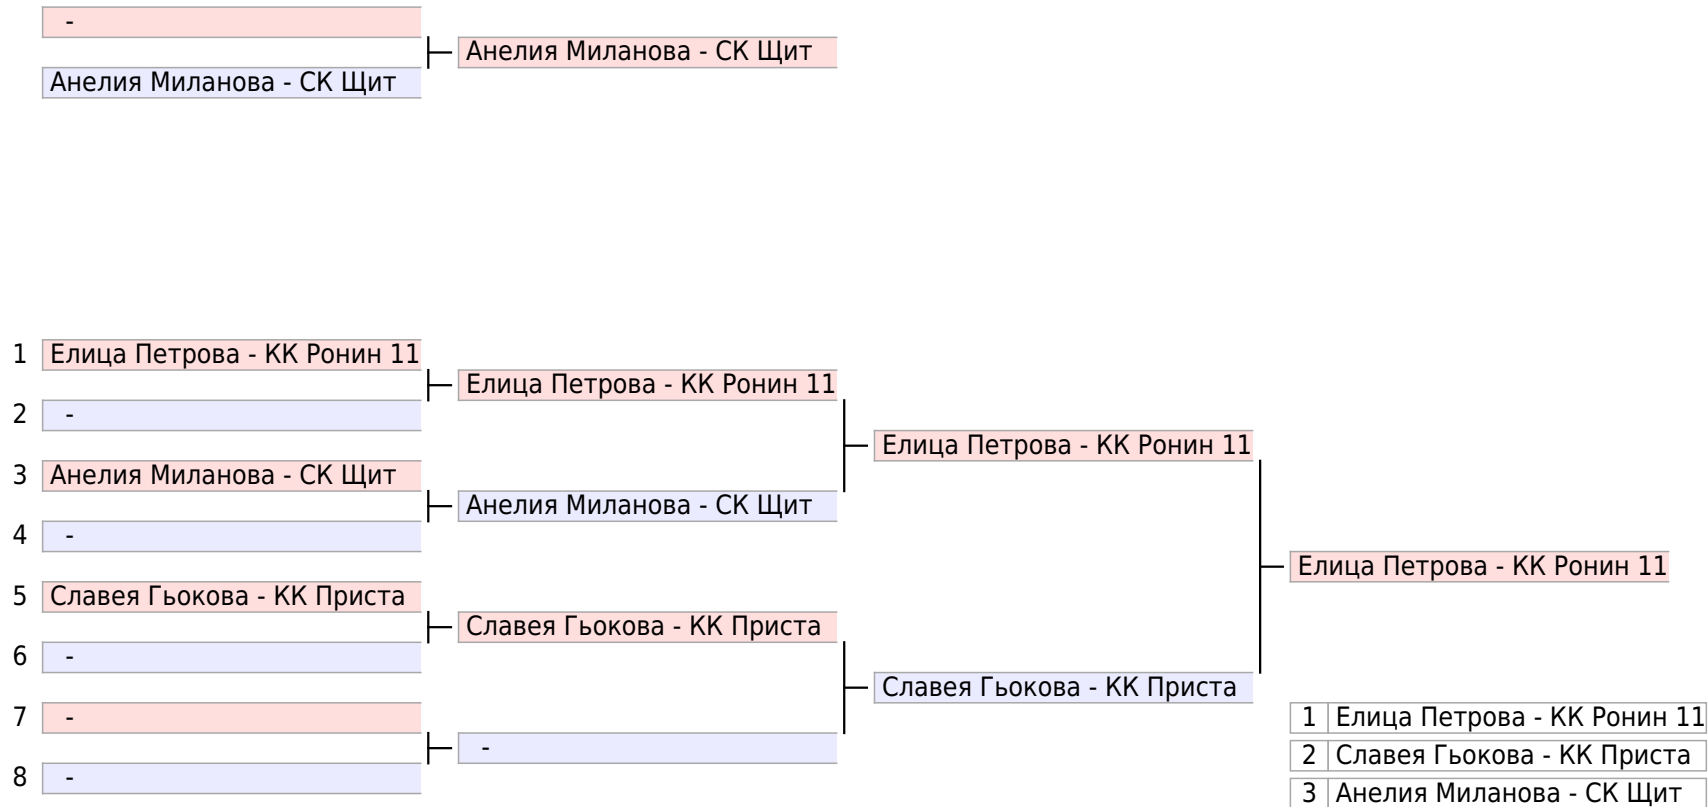 -
Анелия Миланова - СК Щит
Анелия Миланова - СК Щит
1 Елица Петрова - КК Ронин 11
Елица Петрова - КК Ронин 11
2 -
Елица Петрова - КК Ронин 11
3 Анелия Миланова - СК Щит
Анелия Миланова - СК Щит
4 -
Елица Петрова - КК Ронин 11
5 Славея Гьокова - КК Приста
Славея Гьокова - КК Приста
6 -
Славея Гьокова - КК Приста
7 -
-
8 -
1 Елица Петрова - КК Ронин 11
2 Славея Гьокова - КК Приста
3 Анелия Миланова - СК Щит